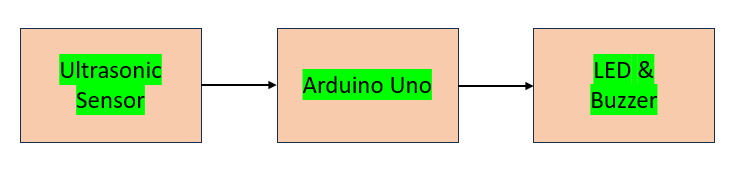 Ultrasonic
Sensor
Arduino Uno
LED &
Buzzer